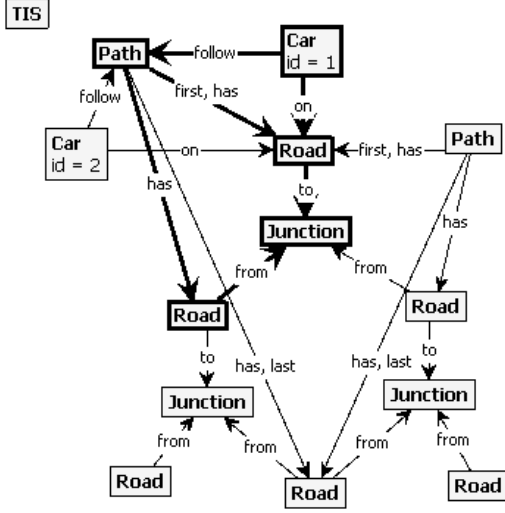 TIS
Path
follow
Car
id = 1
first, has
follow
on
Car
id = 2
on
Road
first, has
Path
has
to,
has
Junction
from
from
Road
Road
to
to
has, last
has, last
Junction
Junction
from
from
from
from
Road
Road
Road